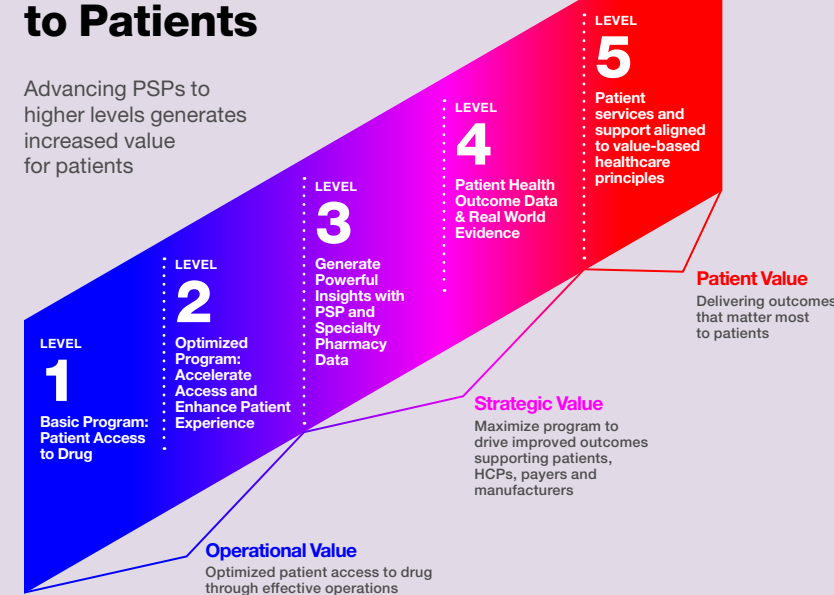 to Patients
Advancing PSPs to
higher levels generates
increased value
for patients
LEVEL
1
Basic Program:
Patient Access
to Drug
LEVEL
2
Optimized
Program:
Accelerate
Access and
Enhance Patient
Experience
LEVEL
3
Generate
Powerful
Insights with
PSP and
Specialty
Pharmacy
Data
LEVEL
4
Patient Health
Outcome Data
& Real World
Evidence
LEVEL
5
Patient
services and
support aligned
to value-based
healthcare
principles
Operational Value
Optimized patient access to drug
through effective operations
Strategic Value
Maximize program to
drive improved outcomes
supporting patients,
HCPs, payers and
manufacturers
Patient Value
Delivering outcomes
that matter most
to patients